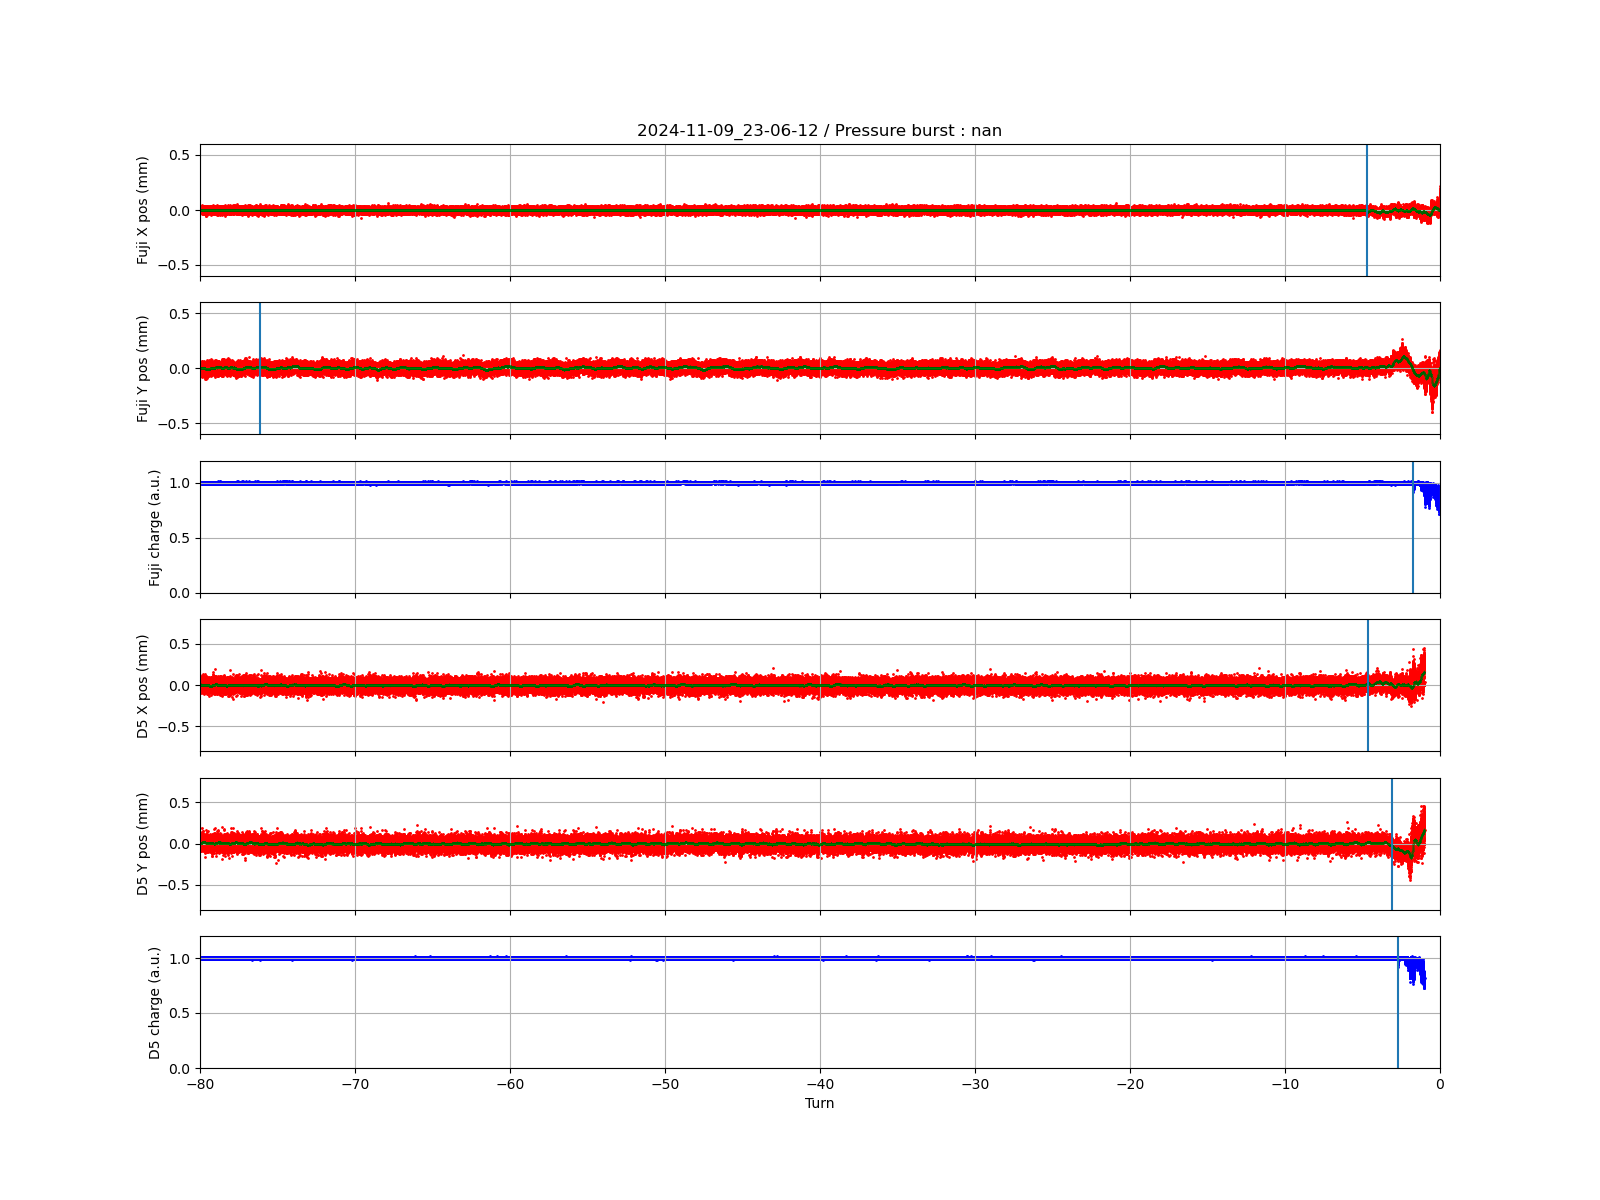 2024-11-09_23-06-12 / Pressure burst : nan
Fuji X pos (mm)
0.5
0.0
−0.5
Fuji Y pos (mm)
0.5
0.0
−0.5
Fuji charge (a.u.)
1.0
0.5
0.0
D5 X pos (mm)
0.5
0.0
−0.5
D5 Y pos (mm)
0.5
0.0
−0.5
D5 charge (a.u.)
1.0
0.5
0.0
−80 −70 −60 −50 −40 −30 −20 −10 0
Turn